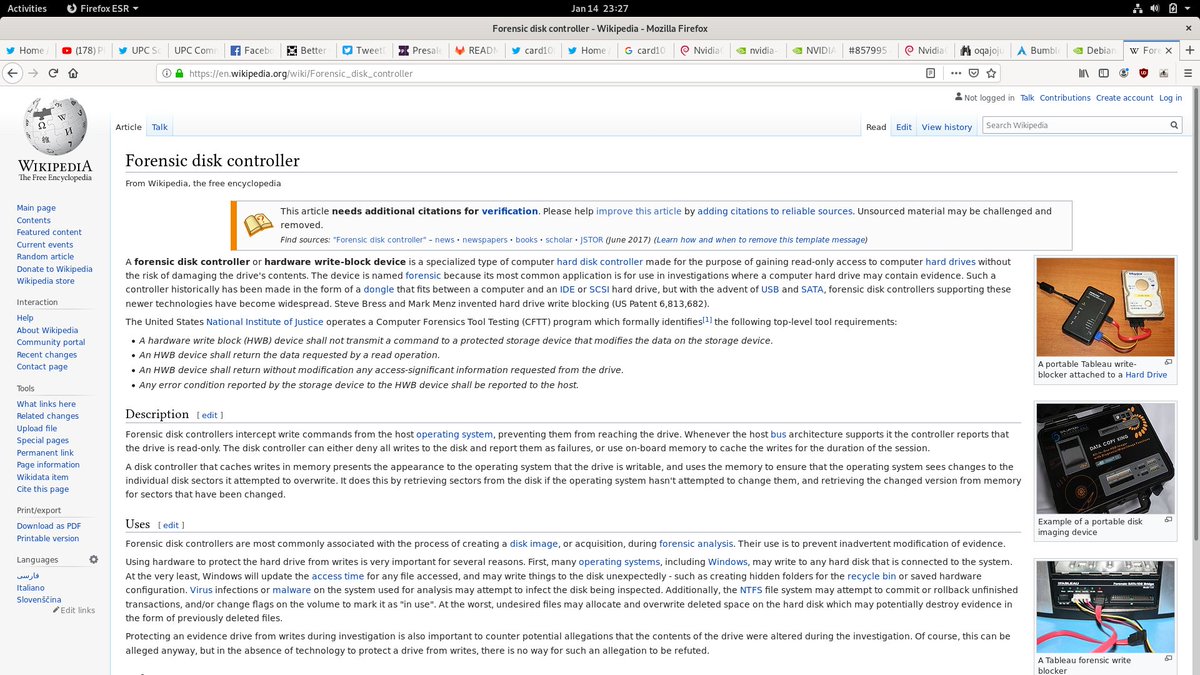 Activities Firefox ESR Jan 14 23:27
Forensic disk controller - Wikipedia - Mozilla Firefox
Home / (178) P UPC S UPC Com Facebo Better TweetD Presale READM card10 Home / card10 Nvidia nvidia- NVIDIA #857995 - Nvidia oqajoju Bumbl Debian For
https://en.wikipedia.org/wiki/Forensic_disk_controller
Not logged in Talk Contributions Create account Log in
Article Talk Read Edit View history Search Wikipedia
WIKIPEDIA
The Free Encyclopedia
Main page
Contents
Featured content
Current events
Random article
Donate to Wikipedia
Wikipedia store
Interaction
Help
About Wikipedia
Community portal
Recent changes
Contact page
Tools
What links here
Related changes
Upload file
Special pages
Permanent link
Page information
Wikidata item
Cite this page
Print/export
Download as PDF
Printable version
Languages
فارسی
Italiano
Slovenščina
Edit links
Forensic disk controller
From Wikipedia, the free encyclopedia
This article needs additional citations for verification. Please help improve this article by adding citations to reliable sources. Unsourced material may be challenged and
removed.
Find sources: "Forensic disk controller" – news · newspapers · books · scholar · JSTOR (June 2017) (Learn how and when to remove this template message)
A forensic disk controller or hardware write-block device is a specialized type of computer hard disk controller made for the purpose of gaining read-only access to computer hard drives without
the risk of damaging the drive's contents. The device is named forensic because its most common application is for use in investigations where a computer hard drive may contain evidence. Such a
controller historically has been made in the form of a dongle that fits between a computer and an IDE or SCSI hard drive, but with the advent of USB and SATA, forensic disk controllers supporting these
newer technologies have become widespread. Steve Bress and Mark Menz invented hard drive write blocking (US Patent 6,813,682).
The United States National Institute of Justice operates a Computer Forensics Tool Testing (CFTT) program which formally identifies[1] the following top-level tool requirements:
• A hardware write block (HWB) device shall not transmit a command to a protected storage device that modifies the data on the storage device.
• An HWB device shall return the data requested by a read operation.
• An HWB device shall return without modification any access-significant information requested from the drive.
• Any error condition reported by the storage device to the HWB device shall be reported to the host.
Description [ edit ]
Forensic disk controllers intercept write commands from the host operating system, preventing them from reaching the drive. Whenever the host bus architecture supports it the controller reports that
the drive is read-only. The disk controller can either deny all writes to the disk and report them as failures, or use on-board memory to cache the writes for the duration of the session.
A disk controller that caches writes in memory presents the appearance to the operating system that the drive is writable, and uses the memory to ensure that the operating system sees changes to the
individual disk sectors it attempted to overwrite. It does this by retrieving sectors from the disk if the operating system hasn't attempted to change them, and retrieving the changed version from memory
for sectors that have been changed.
Uses [ edit ]
Forensic disk controllers are most commonly associated with the process of creating a disk image, or acquisition, during forensic analysis. Their use is to prevent inadvertent modification of evidence.
Using hardware to protect the hard drive from writes is very important for several reasons. First, many operating systems, including Windows, may write to any hard disk that is connected to the system.
At the very least, Windows will update the access time for any file accessed, and may write things to the disk unexpectedly - such as creating hidden folders for the recycle bin or saved hardware
configuration. Virus infections or malware on the system used for analysis may attempt to infect the disk being inspected. Additionally, the NTFS file system may attempt to commit or rollback unfinished
transactions, and/or change flags on the volume to mark it as "in use". At the worst, undesired files may allocate and overwrite deleted space on the hard disk which may potentially destroy evidence in
the form of previously deleted files.
Protecting an evidence drive from writes during investigation is also important to counter potential allegations that the contents of the drive were altered during the investigation. Of course, this can be
alleged anyway, but in the absence of technology to protect a drive from writes, there is no way for such an allegation to be refuted.
A portable Tableau write-
blocker attached to a Hard Drive
DATA COPY KING
Example of a portable disk
imaging device
TABLEAU
A Tableau forensic write
blocker